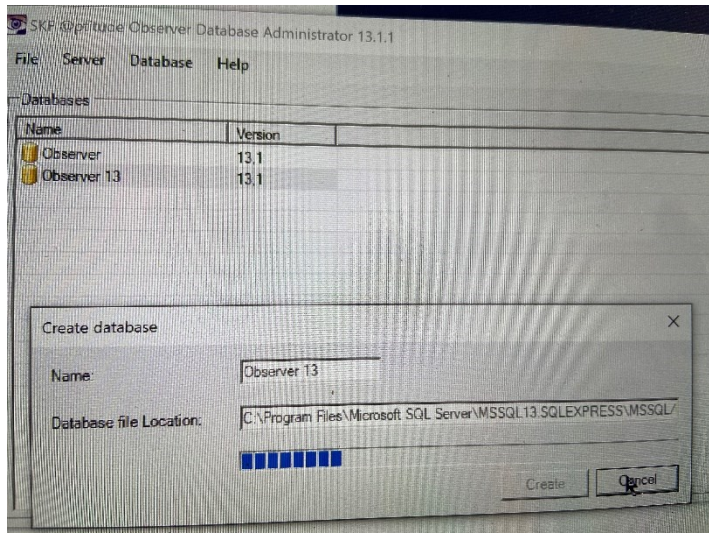 SKF @ptitude Observer Database Administrator 13.1.1
File Server Database Help
Databases
Name Version
Observer 13.1
Observer 13 13.1
Create database
Name: Observer 13
Database file Location: C:\Program Files\Microsoft SQL Server\MSSQL13.SQLEXPRESS\MSSQL/
Create Cancel